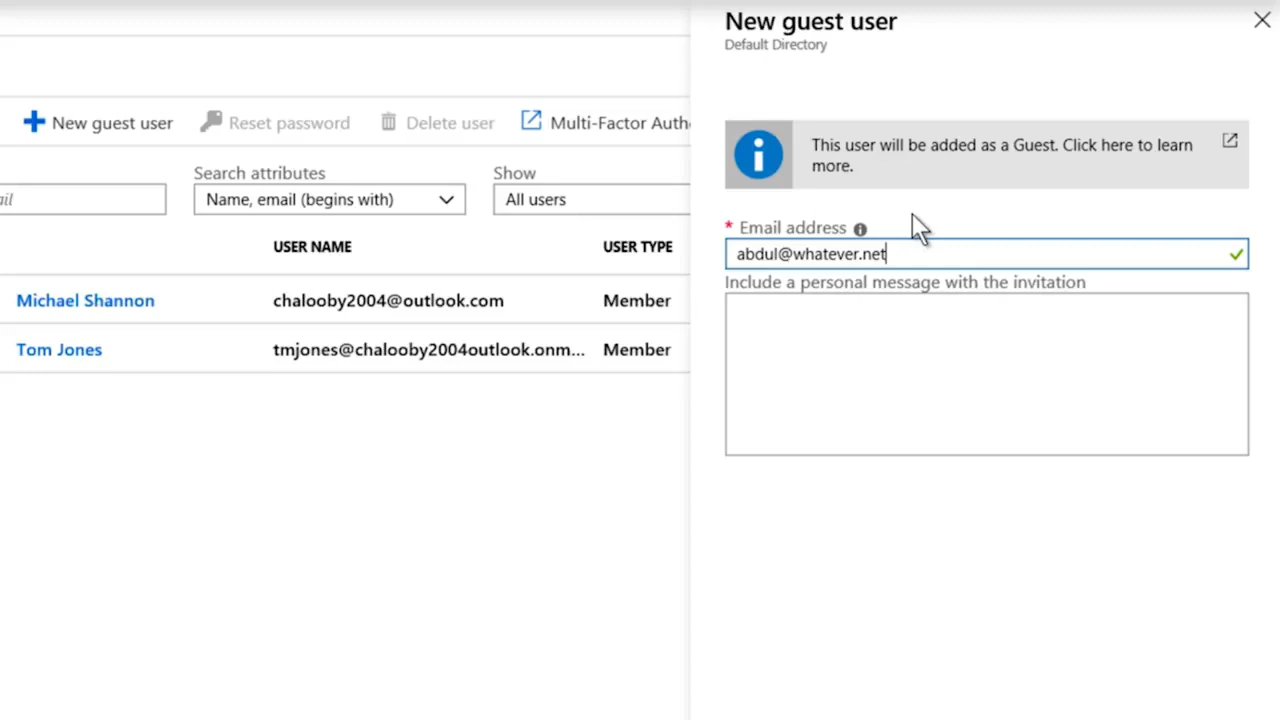 New guest user
Default Directory
New guest user
Reset password
Delete user
Multi-Factor Auth
This user will be added as a Guest. Click here to learn
more.
Search attributes
Show
ail
Name, email (begins with)
All users
* Email address
abdul@whatever.net
Include a personal message with the invitation
USER NAME
USER TYPE
Michael Shannon
chalooby2004@outlook.com
Member
Tom Jones
tmjones@chalooby2004outlook.onm...
Member